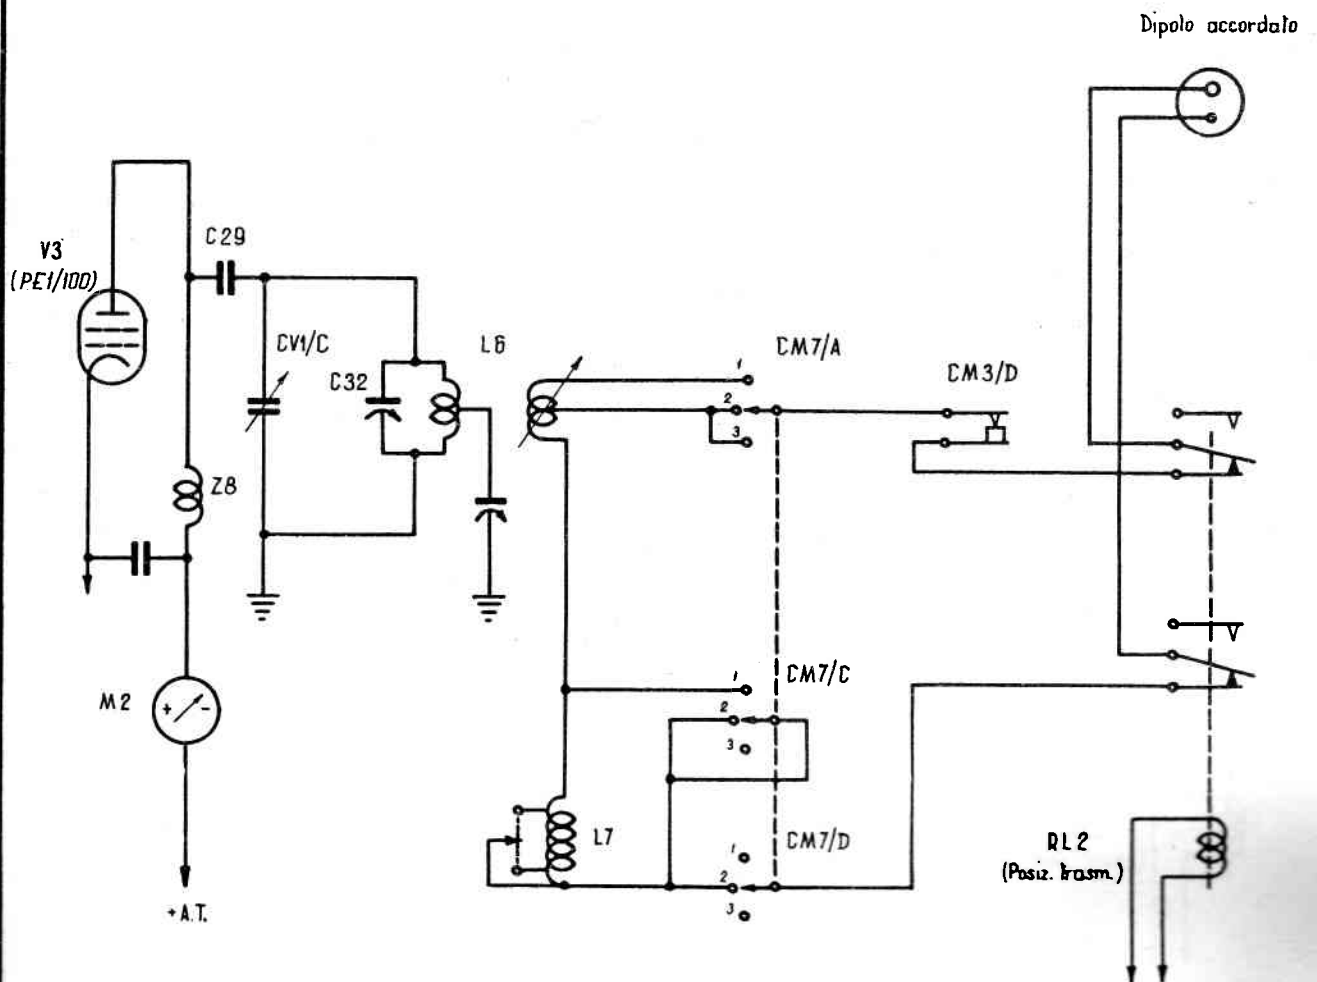 Dipolo accordato
V3
(PE1/100)
C29
CV1/C
C32
L6
Z8
M2
+ -
+A.T.
CM7/A
1
2
3
CM3/D
CM7/C
1
2
3
CM7/D
1
2
3
L7
RL2
(Posiz. trasm.)